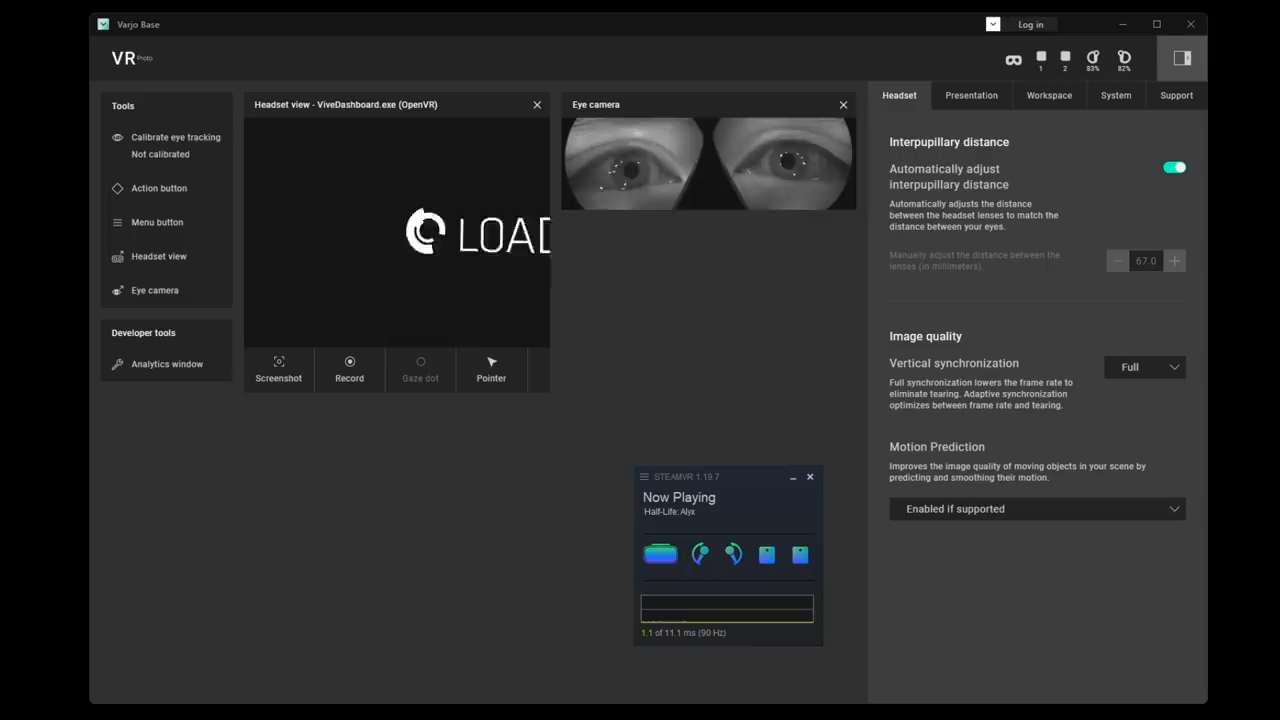 Varjo Base
Log in
VR Proto
1
2
83%
82%
Tools
Calibrate eye tracking
Not calibrated
Action button
Menu button
Headset view
Eye camera
Developer tools
Analytics window
Headset view - ViveDashboard.exe (OpenVR)
LOAD
Screenshot
Record
Gaze dot
Pointer
Eye camera
STEAMVR 1.19.7
Now Playing
Half-Life: Alyx
1.1 of 11.1 ms (90 Hz)
Headset
Presentation
Workspace
System
Support
Interpupillary distance
Automatically adjust
interpupillary distance
Automatically adjusts the distance
between the headset lenses to match the
distance between your eyes.
Manually adjust the distance between the
lenses (in millimeters).
67.0
Image quality
Vertical synchronization
Full
Full synchronization lowers the frame rate to
eliminate tearing. Adaptive synchronization
optimizes between frame rate and tearing.
Motion Prediction
Improves the image quality of moving objects in your scene by
predicting and smoothing their motion.
Enabled if supported